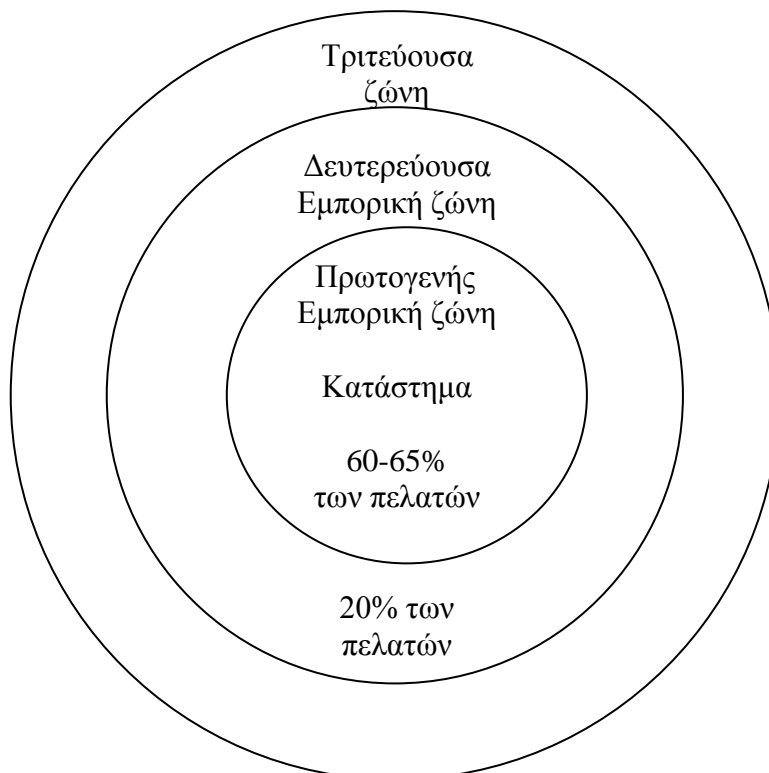 Τριτεύουσα
ζώνη
Δευτερεύουσα
Εμπορική ζώνη
Πρωτογενής
Εμπορική ζώνη
Κατάστημα
60-65%
των πελατών
20% των
πελατών